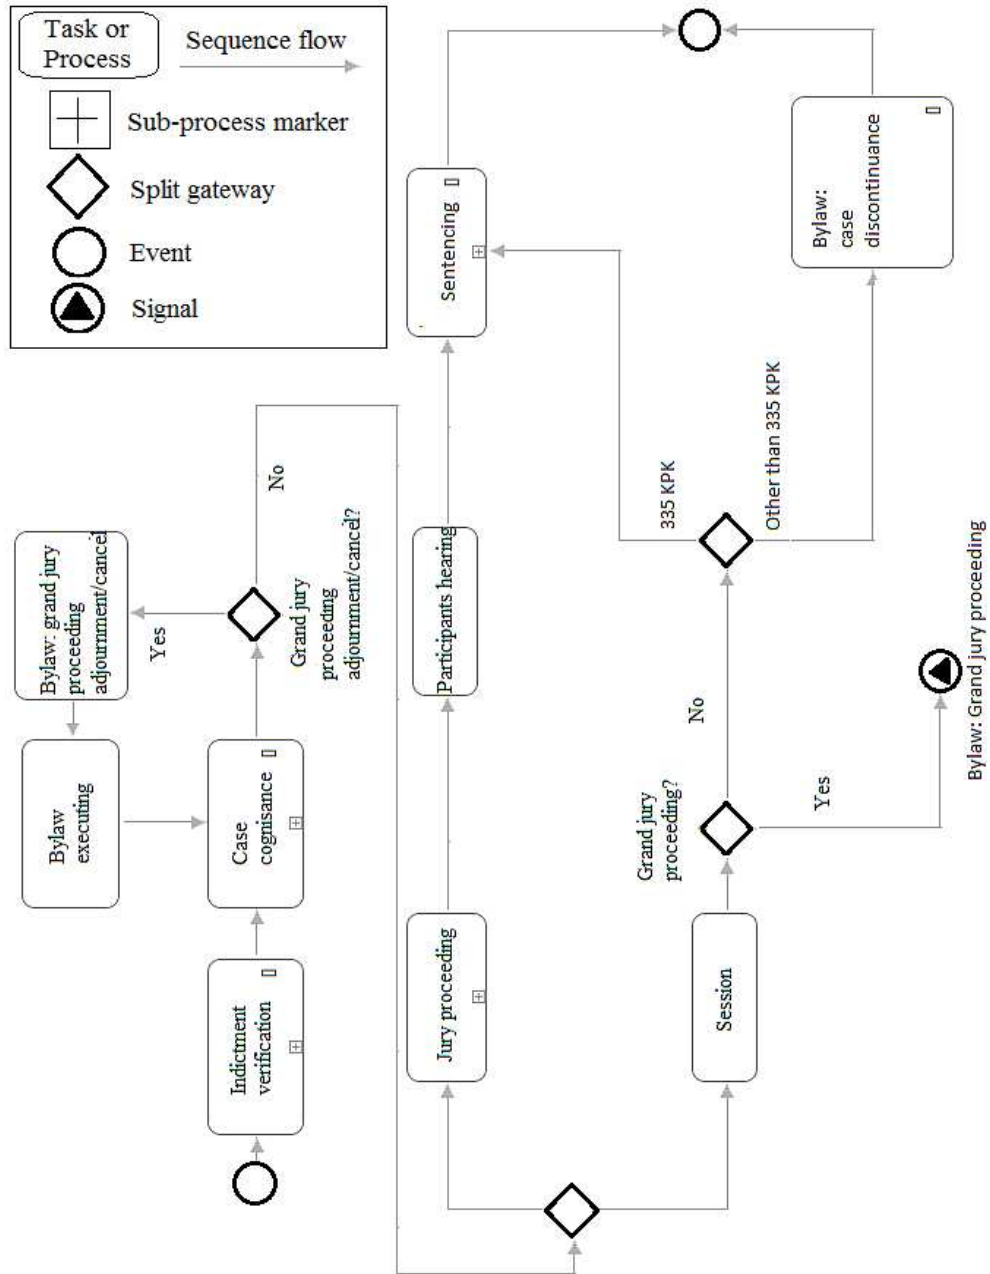 Task or
Process
Sequence flow
Sub-process marker
Split gateway
Event
Signal
Indictment
verification
Case
cognisance
Bylaw
executing
Bylaw: grand jury
proceeding
adjournment/cancel
Yes
No
Grand jury
proceeding
adjournment/cancel?
Jury proceeding
Participants hearing
Sentencing
Session
Grand jury
proceeding?
No
Yes
335 KPK
Other than 335 KPK
Bylaw:
case
discontinuance
Bylaw: Grand jury proceeding